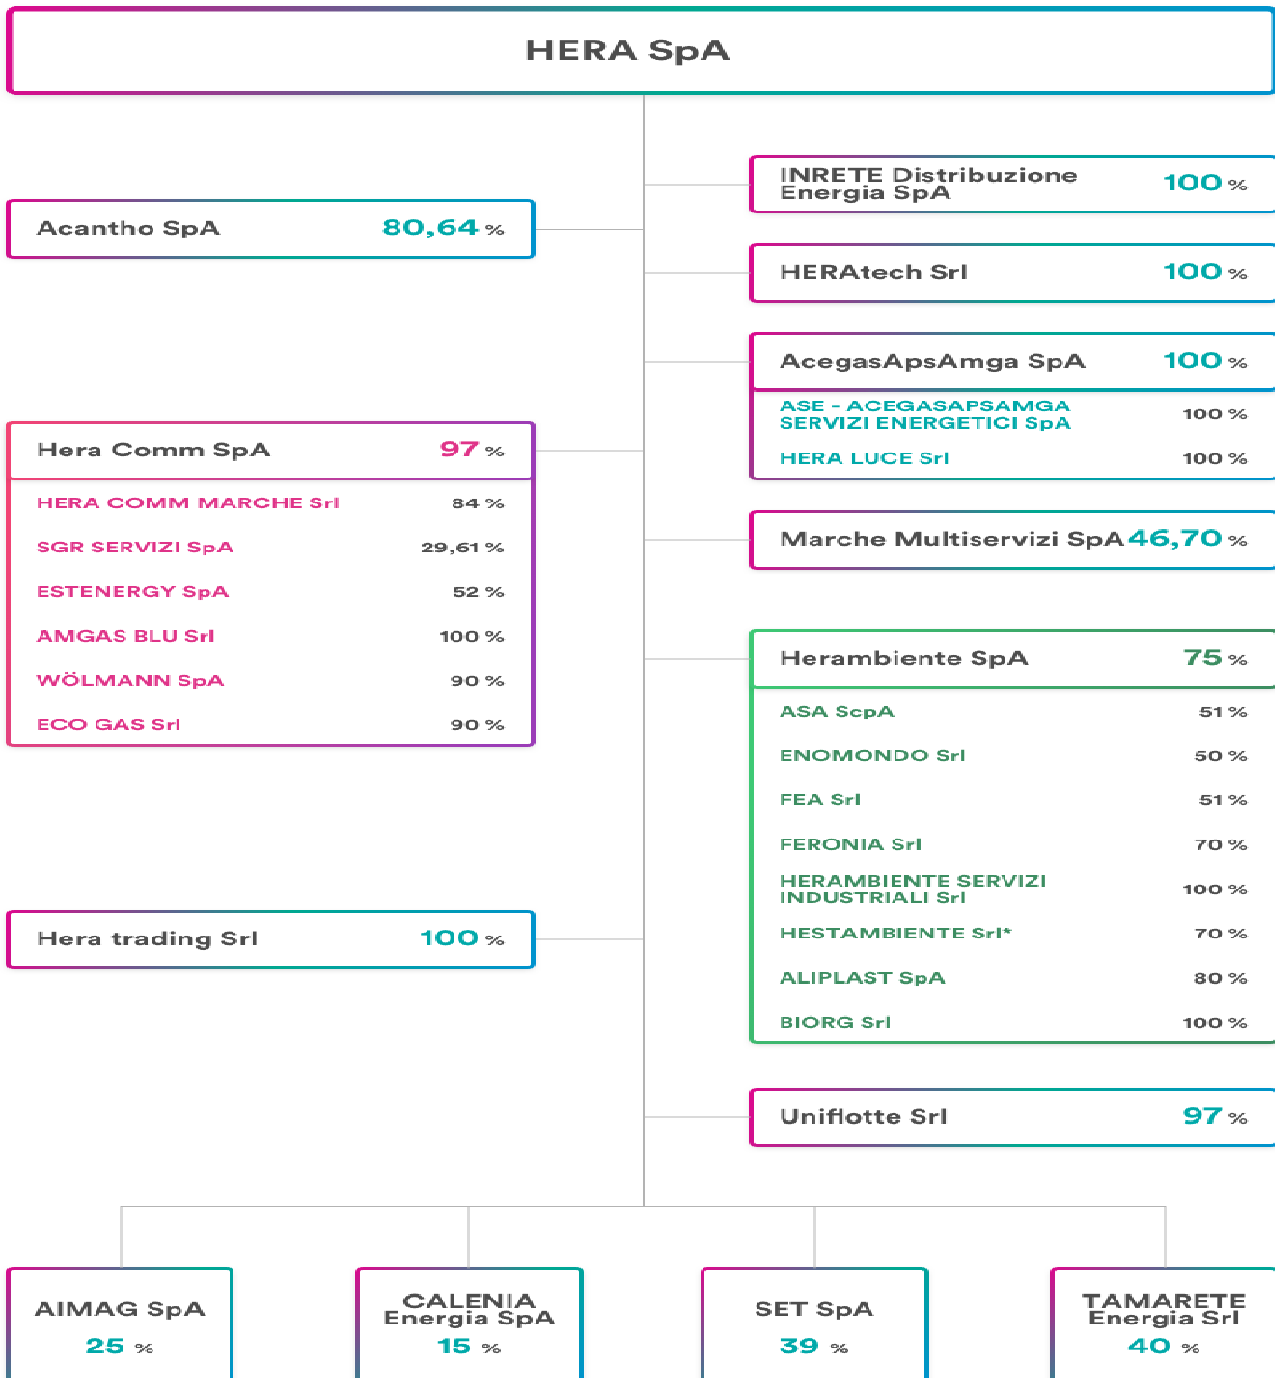 HERA SpA
Acantho SpA 80,64 %
Hera Comm SpA 97 %
HERA COMM MARCHE Srl 84 %
SGR SERVIZI SpA 29,61 %
ESTENERGY SpA 52 %
AMGAS BLU Srl 100 %
WÖLMANN SpA 90 %
ECO GAS Srl 90 %
Hera trading Srl 100 %
INRETE Distribuzione
Energia SpA 100 %
HERAtech Srl 100 %
AcegasApsAmga SpA 100 %
ASE - ACEGASAPSAMGA
SERVIZI ENERGETICI SpA 100 %
HERA LUCE Srl 100 %
Marche Multiservizi SpA 46,70 %
Herambiente SpA 75 %
ASA ScpA 51 %
ENOMONDO Srl 50 %
FEA Srl 51 %
FERONIA Srl 70 %
HERAMBIENTE SERVIZI
INDUSTRIALI Srl 100 %
HESTAMBIENTE Srl* 70 %
ALIPLAST SpA 80 %
BIORG Srl 100 %
Uniflotte Srl 97 %
AIMAG SpA
25 %
CALENIA
Energia SpA
15 %
SET SpA
39 %
TAMARETE
Energia Srl
40 %